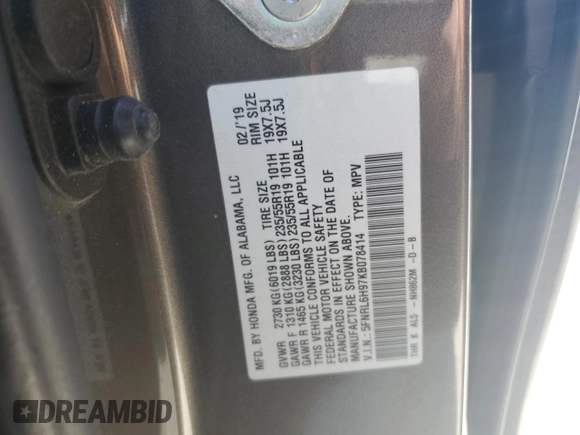 MFD. BY HONDA MFG. OF ALABAMA, LLC 02/'19
TIRE SIZE RIM SIZE
GVWR 2730 KG(6019 LBS)
GAWR F 1310 KG(2888 LBS) 235/55R19 101H 19X7.5J
GAWR R 1465 KG(3230 LBS) 235/55R19 101H 19X7.5J
THIS VEHICLE CONFORMS TO ALL APPLICABLE
FEDERAL MOTOR VEHICLE SAFETY
STANDARDS IN EFFECT ON THE DATE OF
MANUFACTURE SHOWN ABOVE.
V.I.N.: 5FNRL6H97KB078414 TYPE: MPV
THR K AL5 -NH862M -D-B
DREAMBID